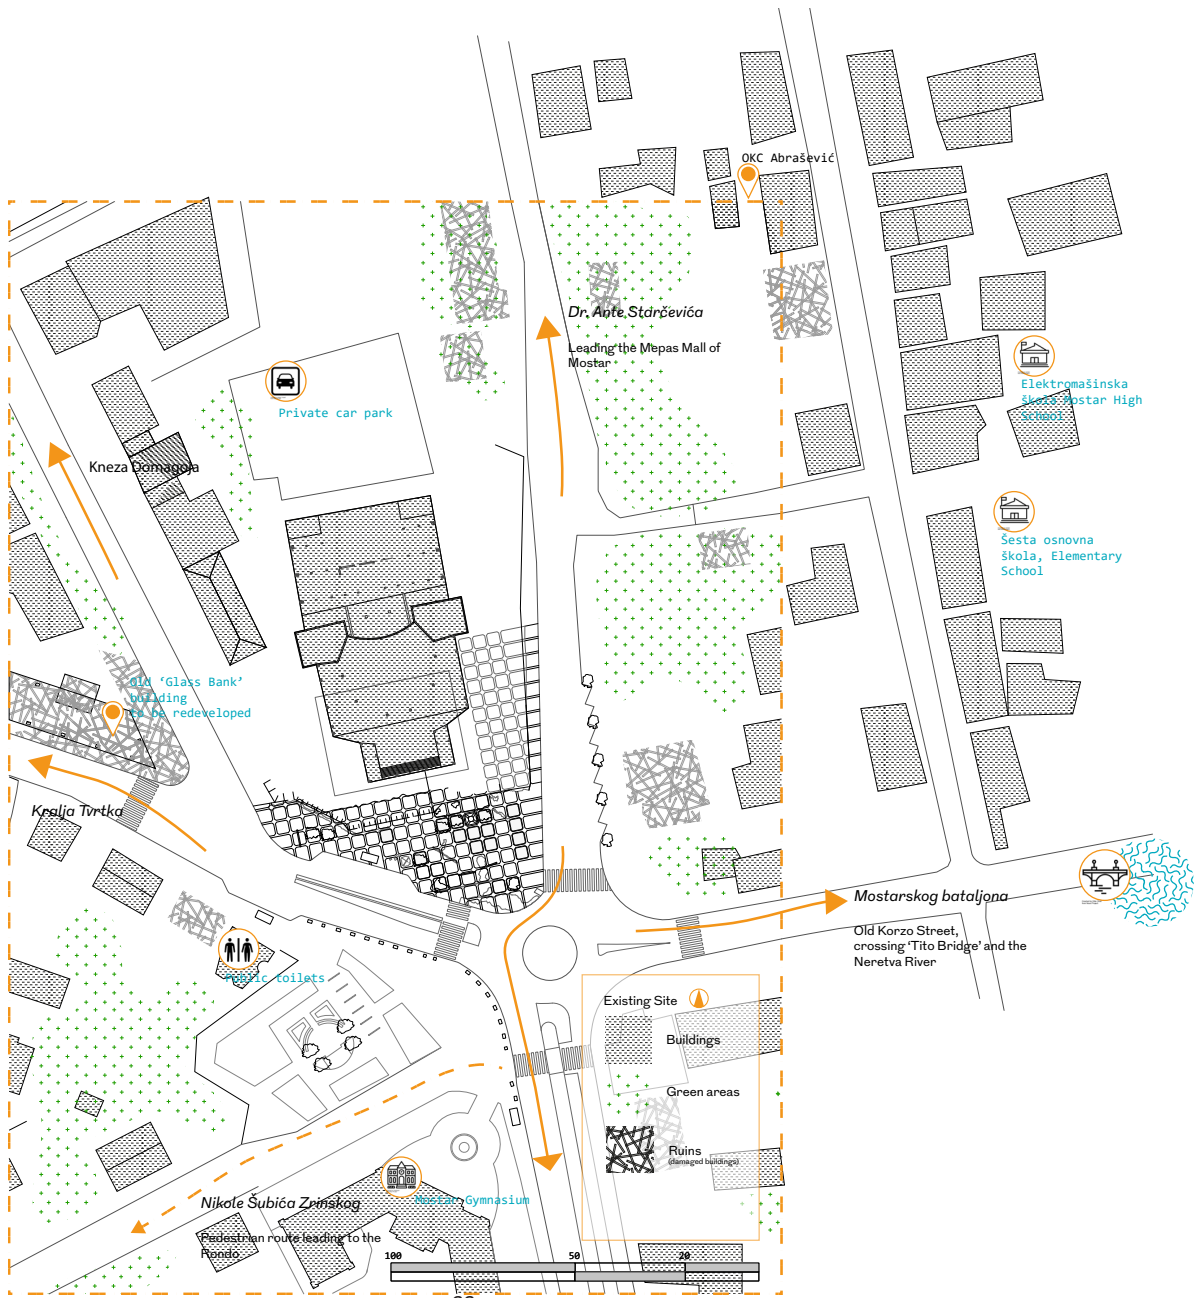 OKC Abrašević
Dr. Ante Starčevića
Leading the Mepas Mall of
Mostar
Elektromašinska
škola Mostar High
School
Private car park
Kneza Domagoja
Šesta osnovna
škola, Elementary
School
Old ‘Glass Bank’
building
to be redeveloped
Kralja Tvrtka
Mostarskog bataljona
Old Korzo Street,
crossing ‘Tito Bridge’ and the
Neretva River
Public toilets
Existing Site
Buildings
Green areas
Ruins
(damaged buildings)
Mostar Gymnasium
Nikole Šubića Zrinskog
Pedestrian route leading to the
Rondo
100 50 20